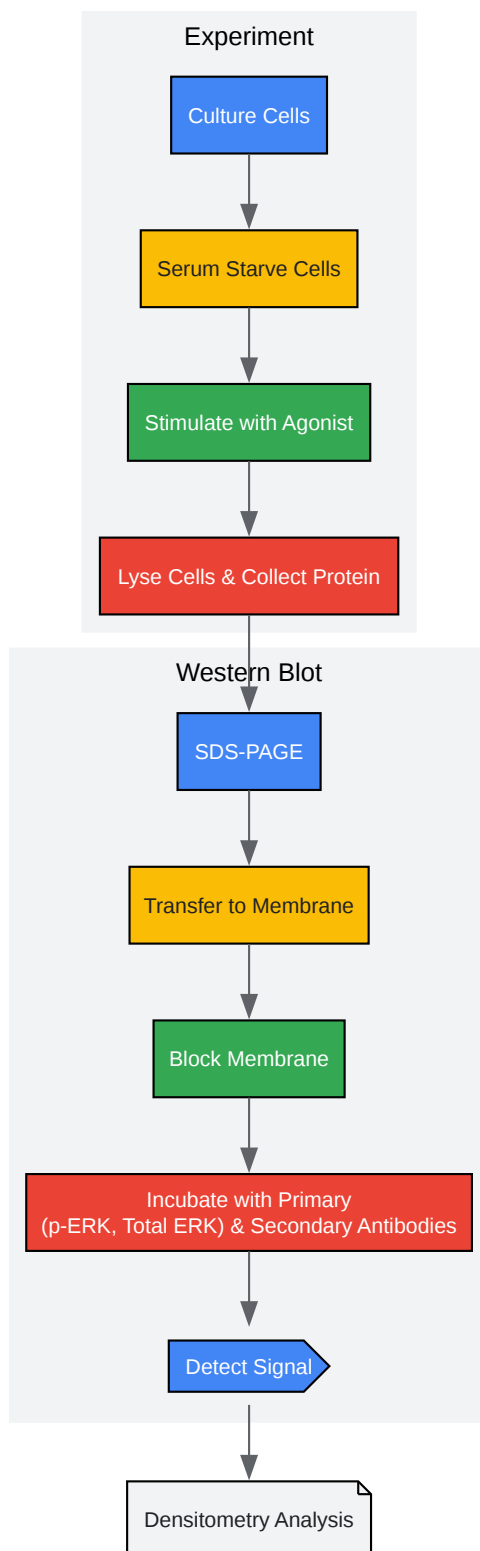 Experiment
Culture Cells
Serum Starve Cells
Stimulate with Agonist
Lyse Cells & Collect Protein
Western Blot
SDS-PAGE
Transfer to Membrane
Block Membrane
Incubate with Primary
(p-ERK, Total ERK) & Secondary Antibodies
Detect Signal
Densitometry Analysis